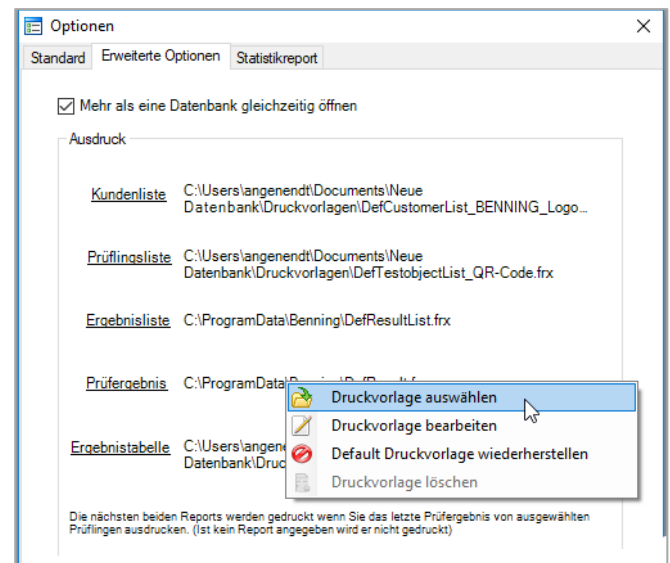 Optionen
Standard Erweiterte Optionen Statistikreport
Mehr als eine Datenbank gleichzeitig öffnen
Ausdruck
Kundenliste C:\Users\angenendt\Documents\Neue
Datenbank\Druckvorlagen\DefCustomerList_BENNING_Logo...
Prüflingsliste C:\Users\angenendt\Documents\Neue
Datenbank\Druckvorlagen\DefTestobjectList_QR-Code.frx
Ergebnisliste C:\ProgramData\Benning\DefResultList.frx
Prüfergebnis C:\ProgramData\
Druckvorlage auswählen
Druckvorlage bearbeiten
Default Druckvorlage wiederherstellen
Druckvorlage löschen
Ergebnistabelle C:\Users\angene
Datenbank\Druc
Die nächsten beiden Reports werden gedruckt wenn Sie das letzte Prüfergebnis von ausgewählten
Prüflingen ausdrucken. (Ist kein Report angegeben wird er nicht gedruckt)